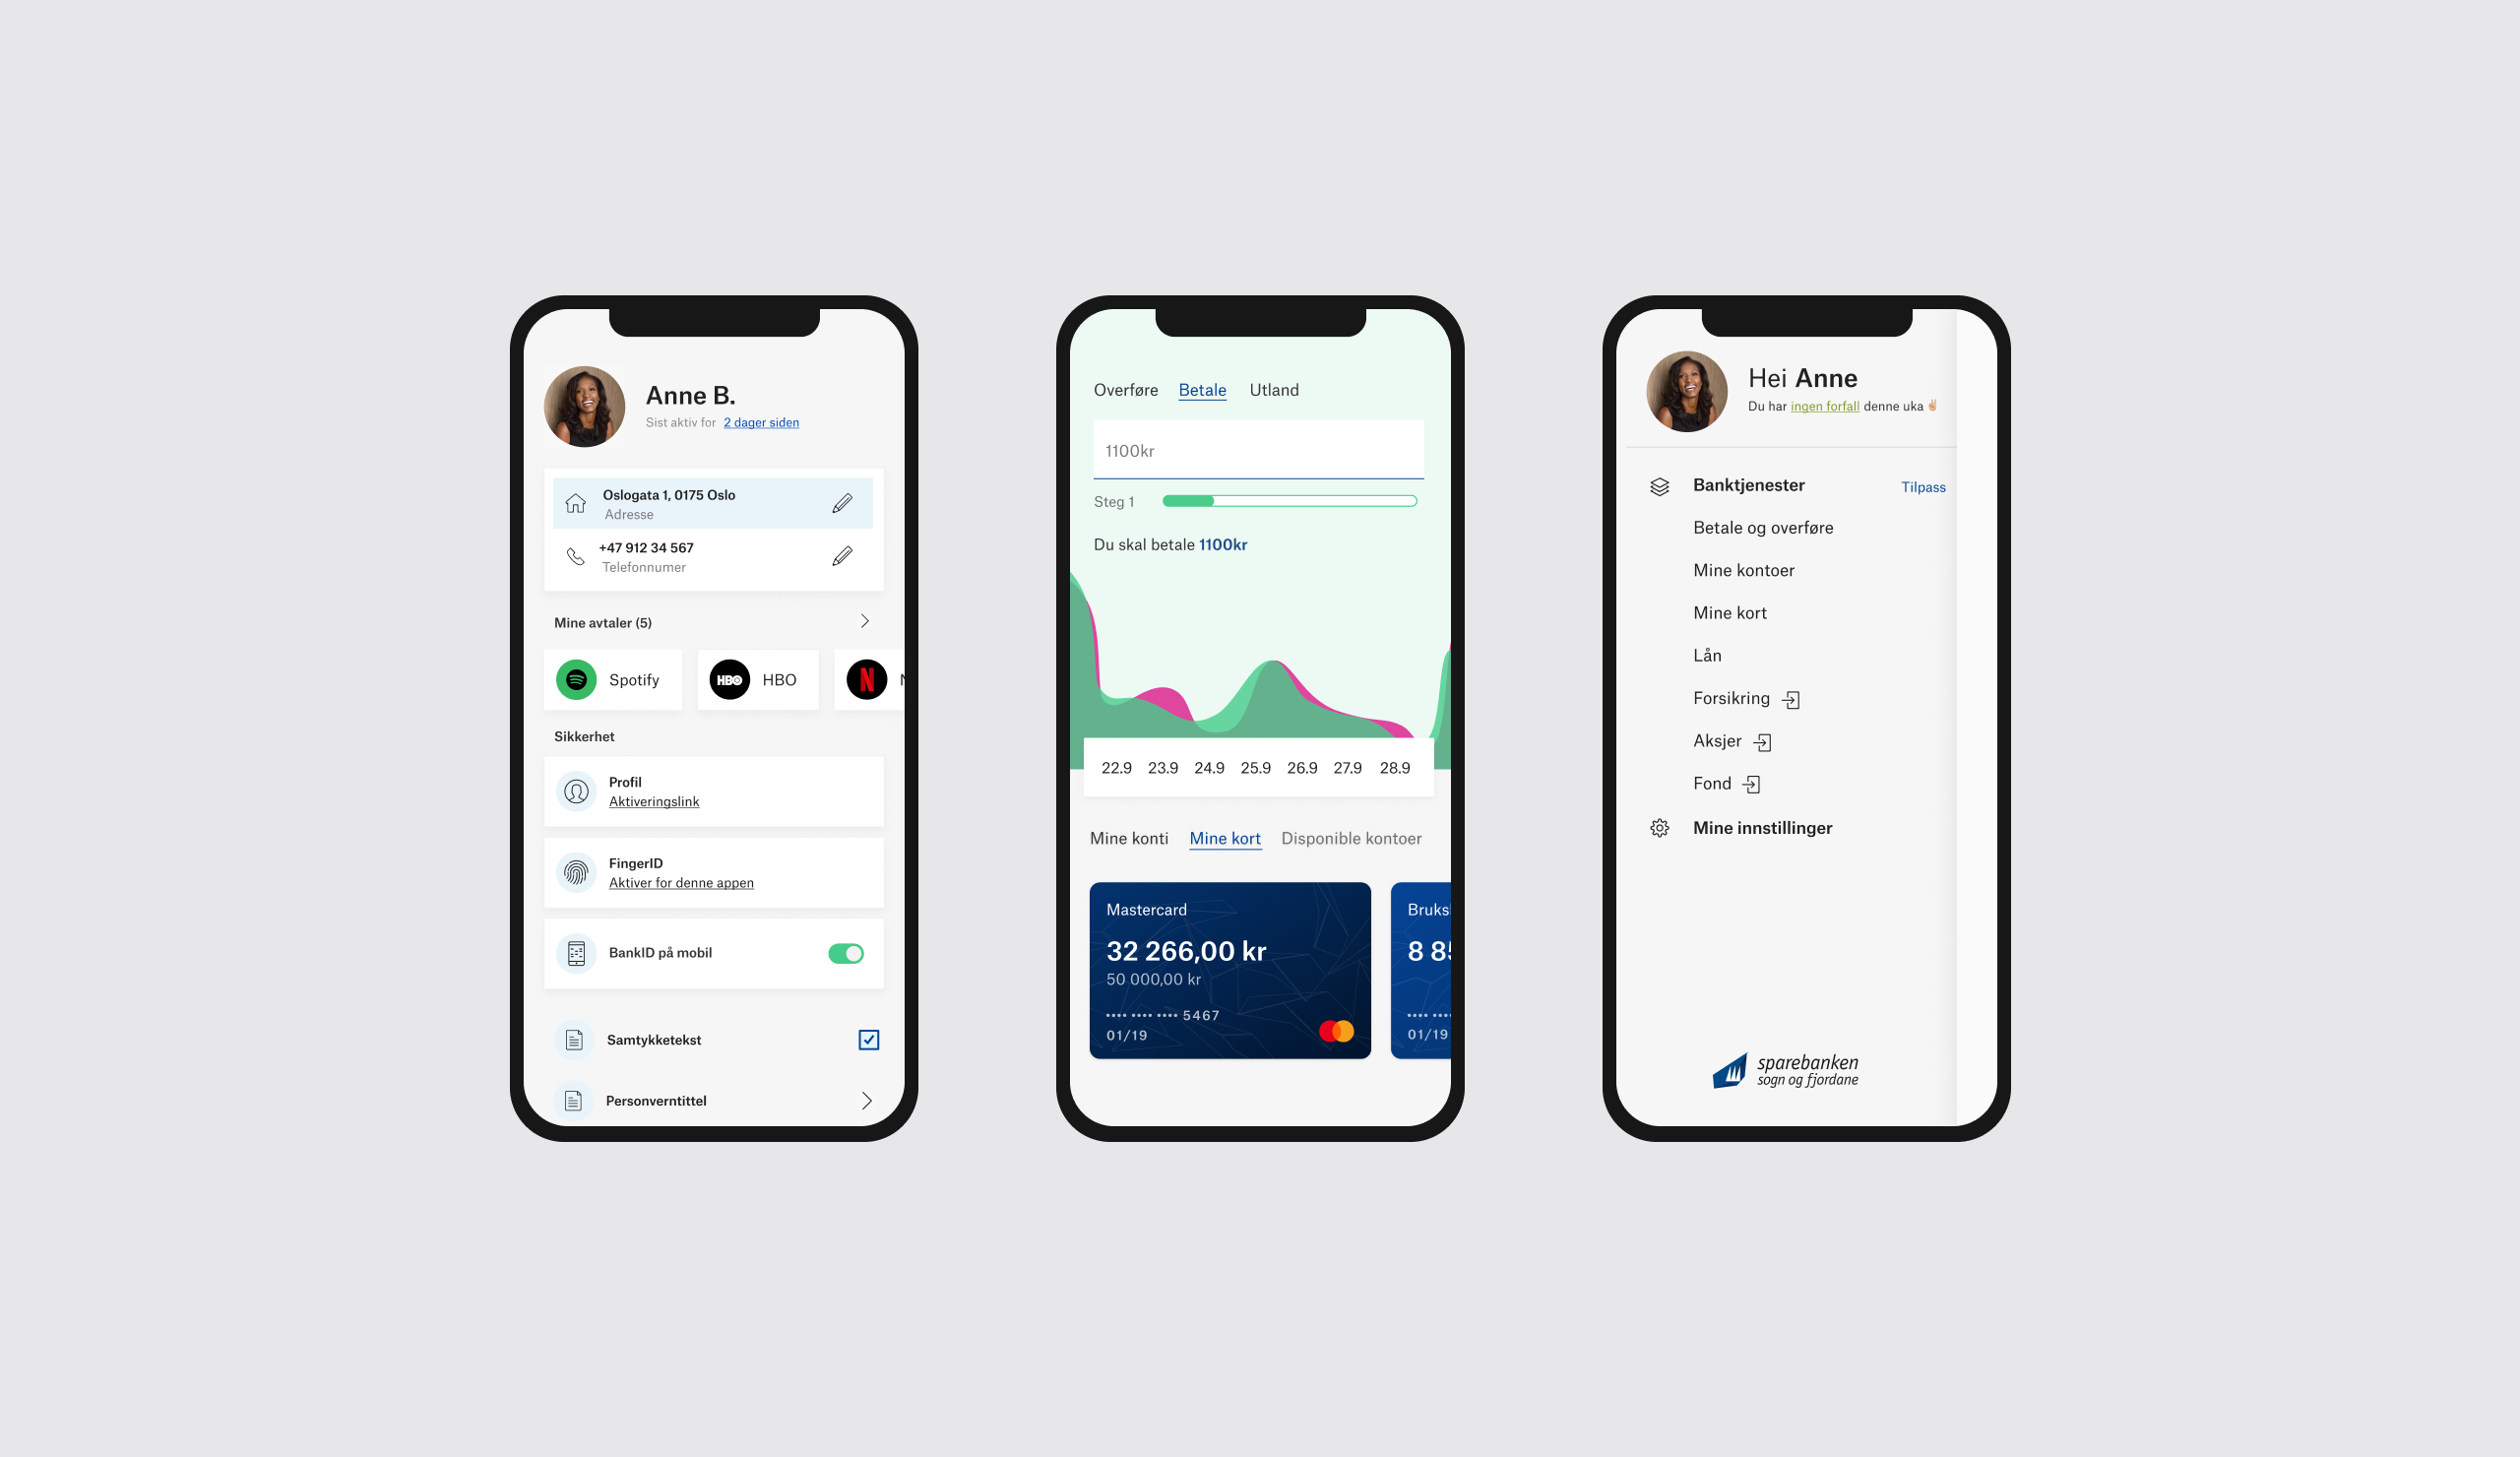 Anne B.
Sist aktiv for 2 dager siden
Oslogata 1, 0175 Oslo
Adresse
+47 912 34 567
Telefonnumer
Mine avtaler (5)
Spotify
HBO
HBO
N
Sikkerhet
Profil
Aktiveringslink
FingerID
Aktiver for denne appen
BankID på mobil
Samtykketekst
Personverntittel
Overføre Betale Utland
1100kr
Steg 1
Du skal betale 1100kr
22.9 23.9 24.9 25.9 26.9 27.9 28.9
Mine konti Mine kort Disponible kontoer
Mastercard
32 266,00 kr
50 000,00 kr
•••• •••• •••• 5467
01/19
Bruks
8 85
•••• ••••
01/19
Hei Anne
Du har ingen forfall denne uka ✌🏼
Banktjenester Tilpass
Betale og overføre
Mine kontoer
Mine kort
Lån
Forsikring
Aksjer
Fond
Mine innstillinger
sparebanken
sogn og fjordane